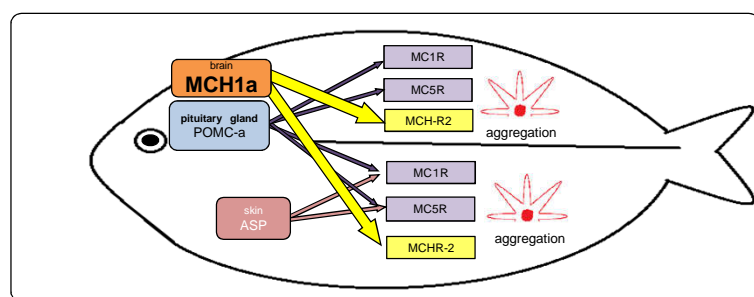 brain
MCH1a
pituitary gland
POMC-a
MC1R
MC5R
MCH-R2
aggregation
skin
ASP
MC1R
MC5R
MCHR-2
aggregation